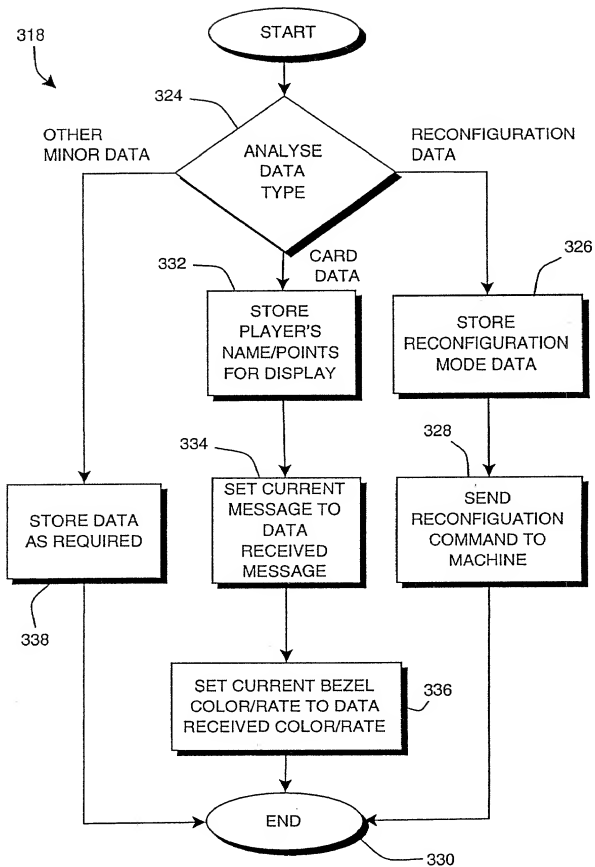 318
START
324
OTHER
MINOR DATA
ANALYSE
DATA
TYPE
RECONFIGURATION
DATA
CARD
DATA
332
STORE
PLAYER'S
NAME/POINTS
FOR DISPLAY
326
STORE
RECONFIGURATION
MODE DATA
334
SET CURRENT
MESSAGE TO
DATA
RECEIVED
MESSAGE
328
SEND
RECONFIGUATION
COMMAND TO
MACHINE
STORE DATA
AS REQUIRED
338
SET CURRENT BEZEL
COLOR/RATE TO DATA
RECEIVED COLOR/RATE
336
END
330